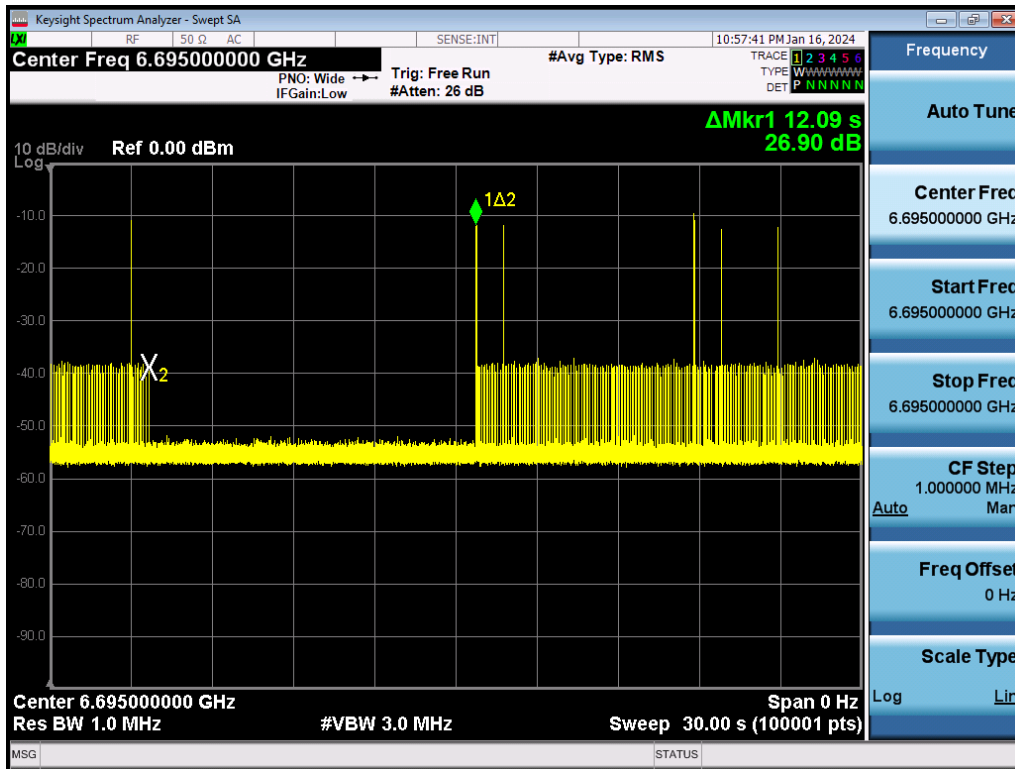 Keysight Spectrum Analyzer - Swept SA
LXI
RF 50 Ω AC SENSE:INT 10:57:41 PM Jan 16, 2024
Center Freq 6.695000000 GHz
#Avg Type: RMS
TRACE 1 2 3 4 5 6
PNO: Wide
Trig: Free Run
TYPE WWWWWW
IFGain:Low
#Atten: 26 dB
DET P N N N N N
ΔMkr1 12.09 s
26.90 dB
10 dB/div Ref 0.00 dBm
Log
1Δ2
-10.0
-20.0
-30.0
X2
-40.0
-50.0
-60.0
-70.0
-80.0
-90.0
Center 6.695000000 GHz Span 0 Hz
Res BW 1.0 MHz #VBW 3.0 MHz Sweep 30.00 s (100001 pts)
MSG STATUS
Frequency
Auto Tune
Center Freq
6.695000000 GHz
Start Freq
6.695000000 GHz
Stop Freq
6.695000000 GHz
CF Step
1.000000 MHz
Auto Man
Freq Offset
0 Hz
Scale Type
Log Lin